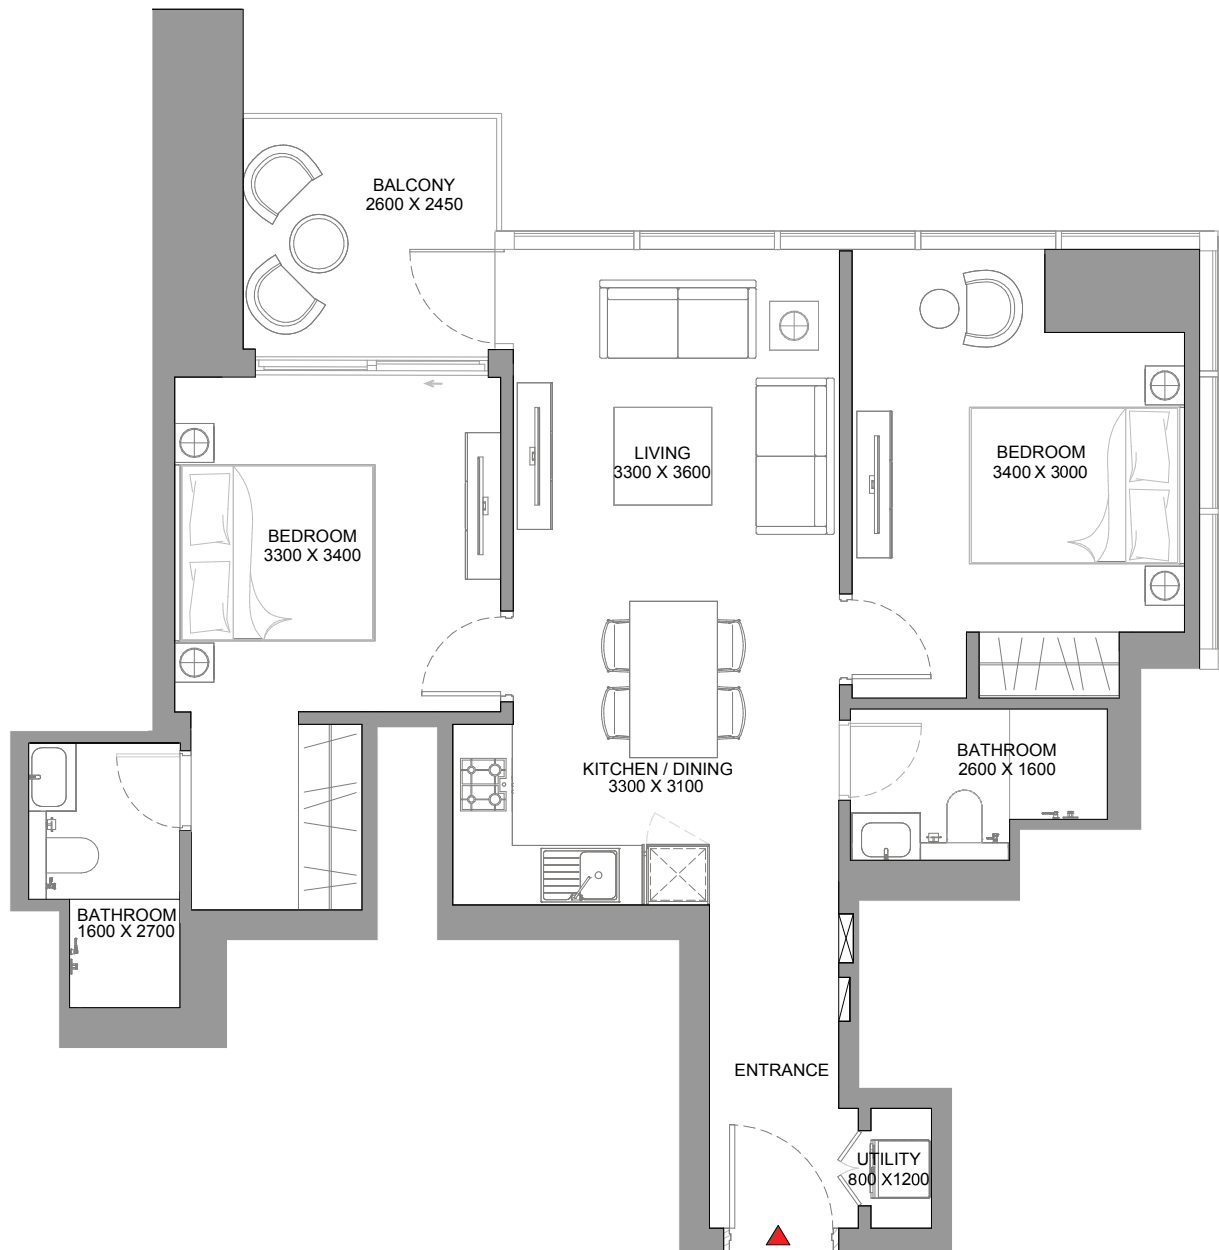 BALCONY
2600 X 2450
LIVING
3300 X 3600
BEDROOM
3400 X 3000
BEDROOM
3300 X 3400
KITCHEN / DINING
3300 X 3100
BATHROOM
2600 X 1600
BATHROOM
1600 X 2700
ENTRANCE
UTILITY
800 X1200